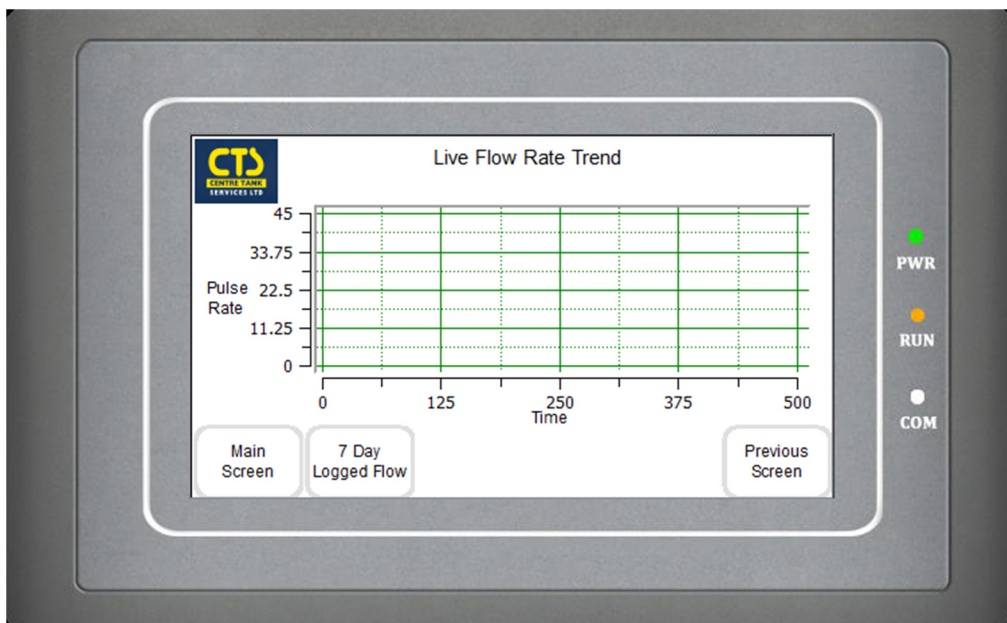 CTS
CENTRE TANK
SERVICES LTD
Live Flow Rate Trend
45
33.75
Pulse
Rate
22.5
11.25
0
0 125 250 375 500
Time
Main
Screen
7 Day
Logged Flow
Previous
Screen
PWR
RUN
COM